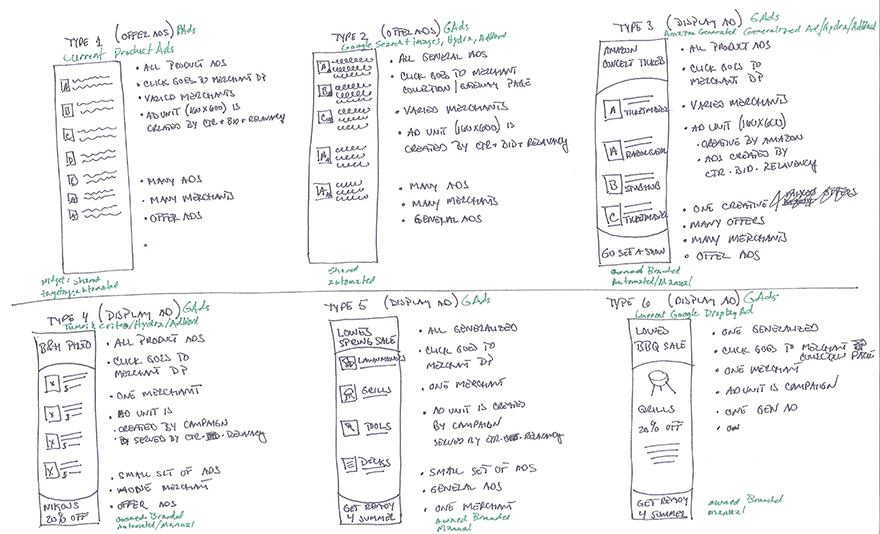 TYPE 1 (OFFER ADS) PAds
Current Product Ads
A
B
C
D
• ALL PRODUCT ADS
• CLICK GOES TO MERCHANT DP
• VARIED MERCHANTS
• AD UNIT (160X600) IS
CREATED BY CTR + BID + RELAVACY
• MANY ADS
• MANY MERCHANTS
• OFFER ADS
•
Widget: Shared
targeting: automated
TYPE 2 (OFFER ADS) GAds
Google Search + images, Hydra, AdWord
• ALL GENERAL ADS
• CLICK GOES TO MERCHANT
COLLECTION / GATEWAY PAGE
• VARIED MERCHANTS
• AD UNIT (160X600) IS
CREATED BY CTR + BID + RELAVACY
• MANY ADS
• MANY MERCHANTS
• GENERAL ADS
Shared
automated
TYPE 3 (DISPLAY AD) GAds
Amazon Generated Generalized Ad/Hydra/AdWord
AMAZON
CONCERT TICKETS
A TICKETMASTER
A
B STUBHUB
C TICKETMASTER
GO SEE A SHOW
• ALL PRODUCT ADS
• CLICK GOES TO
MERCHANT DP
• VARIED MERCHANTS
• AD UNIT (160X600)
• CREATIVE BY AMAZON
• ADS CREATED BY
CTR • BID • RELAVENCY
• ONE CREATIVE
• MANY OFFERS
• MANY MERCHANTS
• OFFER ADS
owned Branded
Automated/Manual
TYPE 4 (DISPLAY AD) GAds
Criteo/Hydra/AdWord
B&H PHOTO
X
X
X
X
NIKONS
20% OFF
• ALL PRODUCT ADS
• CLICK GOES TO
MERCHANT DP
• ONE MERCHANT
• AD UNIT IS
• CREATED BY CAMPAIGN
• SERVED BY CTR • RELAVACY
• SMALL SET OF ADS
• ONE MERCHANT
• OFFER ADS
owned Branded
Automated/Manual
TYPE 5 (DISPLAY AD) GAds
LOWES
SPRING SALE
LAWNMOWERS
GRILLS
TOOLS
DECKS
GET READY
4 SUMMER
• ALL GENERALIZED
• CLICK GOES TO
MERCHANT DP
• ONE MERCHANT
• AD UNIT IS CREATED
BY CAMPAIGN
SERVED BY CTR • RELAVANCY
• SMALL SET OF ADS
• GENERAL ADS
• ONE MERCHANT
owned Branded
Manual
TYPE 6 (DISPLAY AD) GAds
Current Google Display Ad
LOWES
BBQ SALE
GRILLS
20% OFF
GET READY
4 SUMMER
• ONE GENERALIZED
• CLICK GOES TO MERCHANT
COLLECTION PAGE
• ONE MERCHANT
• AD UNIT IS CAMPAIGN
• ONE GEN AD
•
owned Branded
Manual